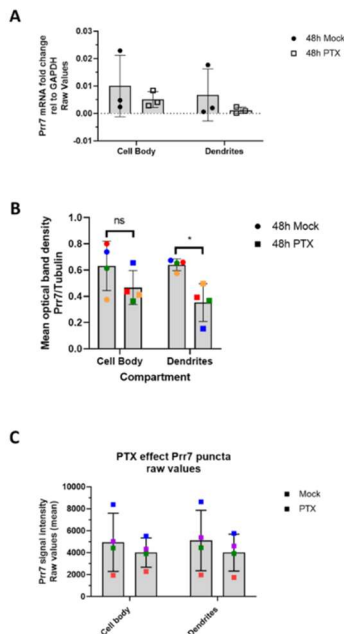 A
Prr7 mRNA fold change
rel to GAPDH
Raw Values
0.03
0.02
0.01
0.00
-0.01
Cell Body
Dendrites
48h Mock
48h PTX
B
Mean optical band density
Prr7/Tubulin
1.0
0.8
0.6
0.4
0.2
0.0
ns
*
Cell Body
Dendrites
Compartment
48h Mock
48h PTX
C
PTX effect Prr7 puncta
raw values
Prr7 signal intensity
Raw values (mean)
10000
8000
6000
4000
2000
0
Cell body
Dendrites
Mock
PTX